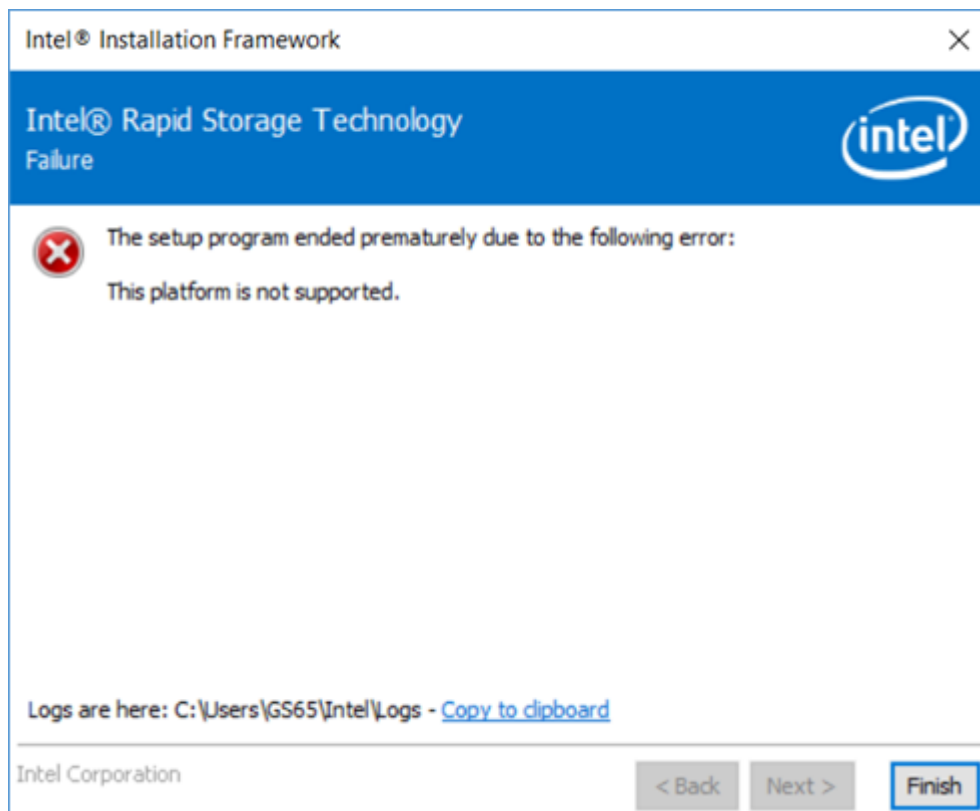 Intel® Installation Framework
Intel® Rapid Storage Technology
Failure
intel
The setup program ended prematurely due to the following error:
This platform is not supported.
Logs are here: C:\Users\GS65\Intel\Logs - Copy to clipboard
Intel Corporation
< Back Next > Finish